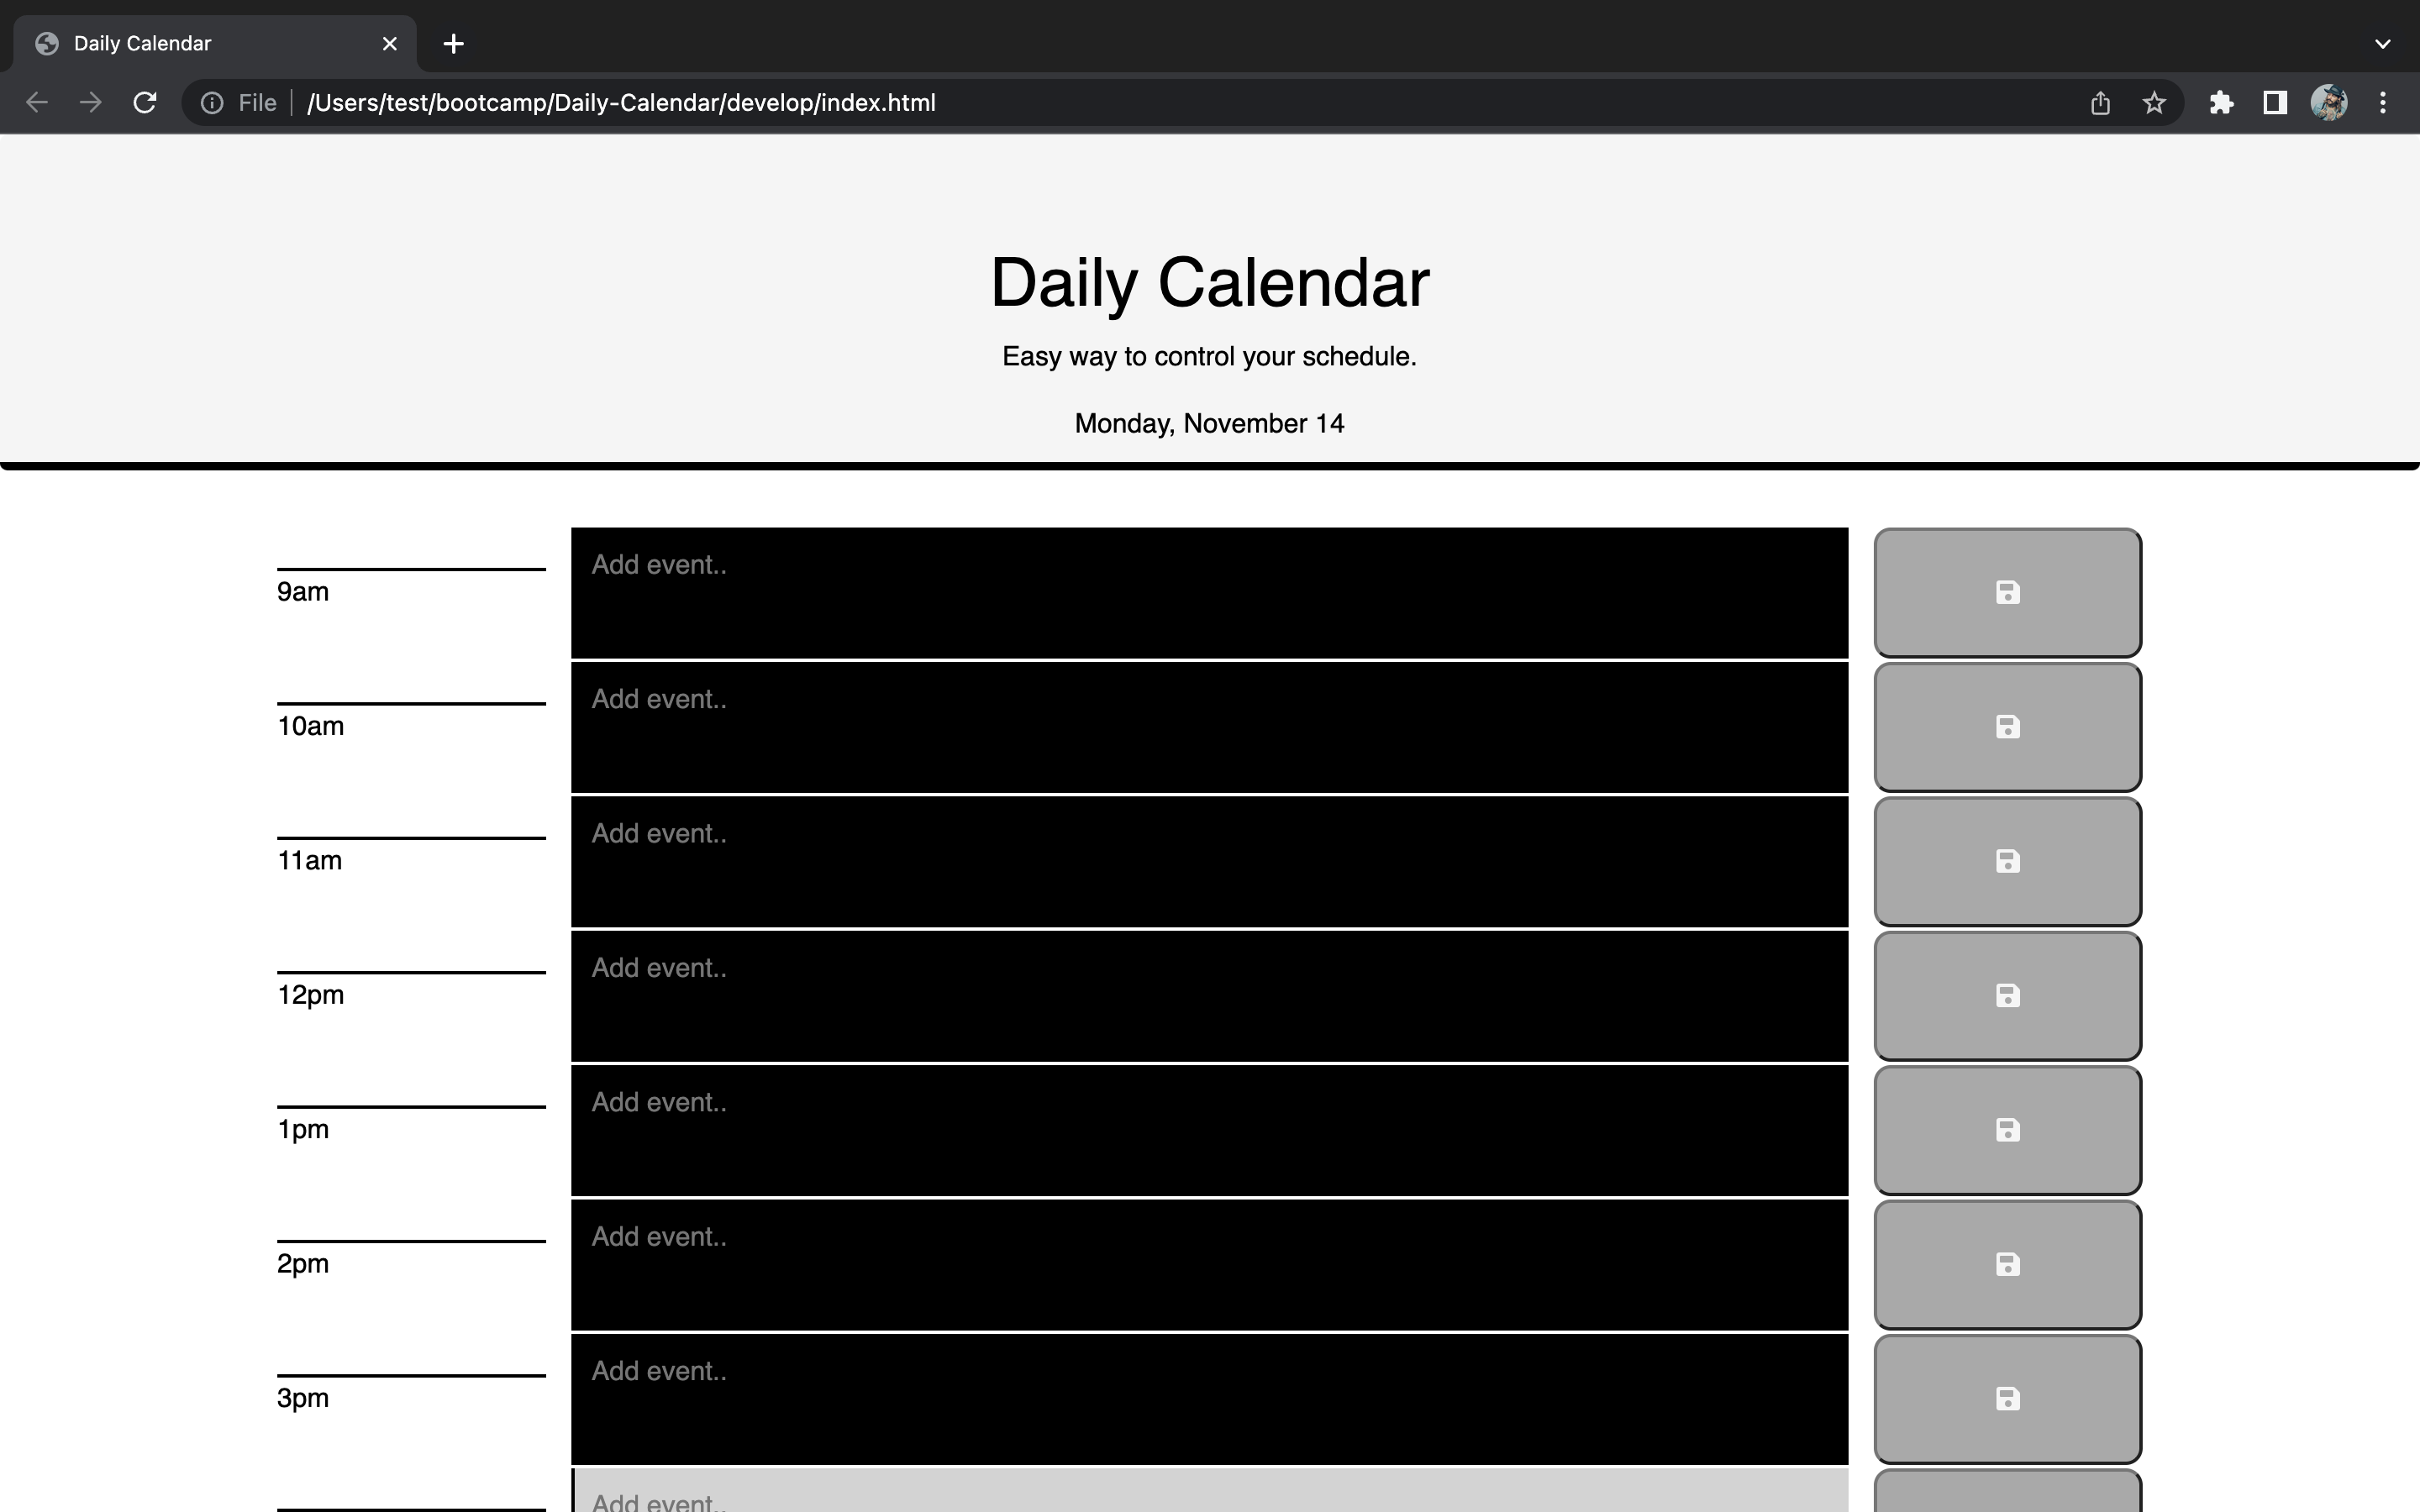 Daily Calendar
File /Users/test/bootcamp/Daily-Calendar/develop/index.html
Daily Calendar
Easy way to control your schedule.
Monday, November 14
9am Add event..
10am Add event..
11am Add event..
12pm Add event..
1pm Add event..
2pm Add event..
3pm Add event..
Add event..